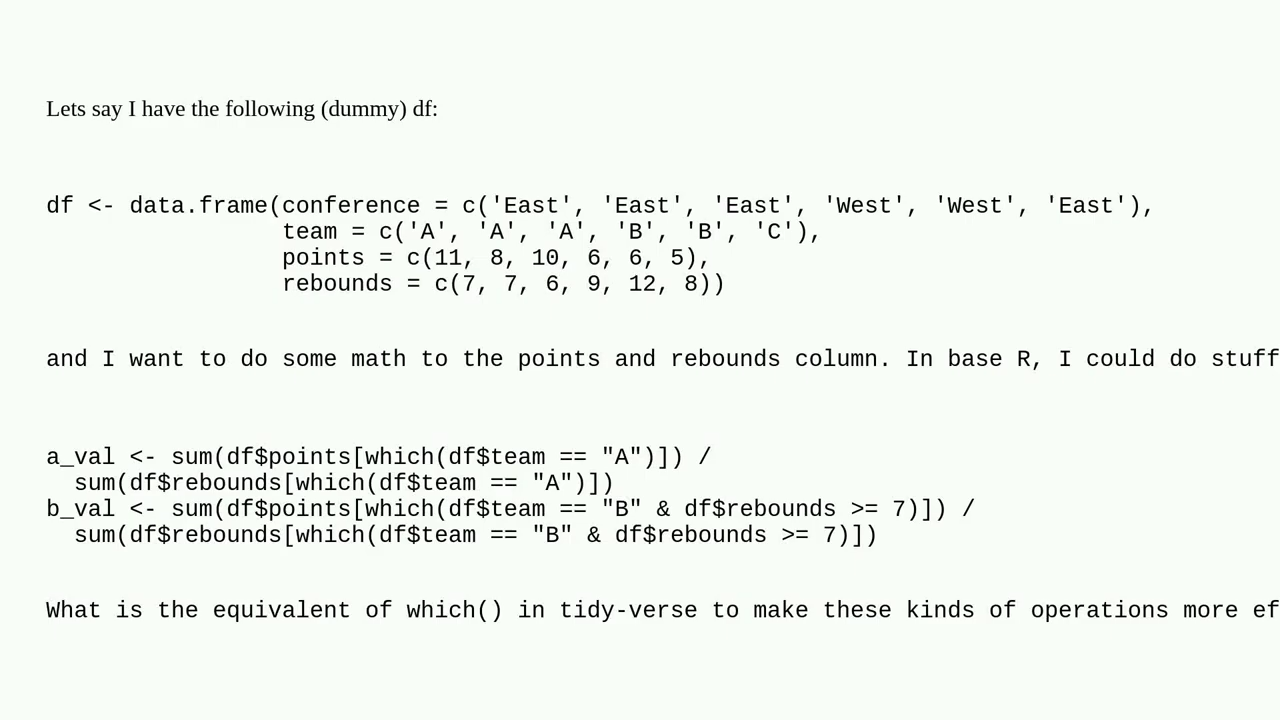 Lets say I have the following (dummy) df:
df <- data.frame(conference = c('East', 'East', 'East', 'West', 'West', 'East'),
                 team = c('A', 'A', 'A', 'B', 'B', 'C'),
                 points = c(11, 8, 10, 6, 6, 5),
                 rebounds = c(7, 7, 6, 9, 12, 8))
and I want to do some math to the points and rebounds column. In base R, I could do stuff
a_val <- sum(df$points[which(df$team == "A")]) /
  sum(df$rebounds[which(df$team == "A")])
b_val <- sum(df$points[which(df$team == "B" & df$rebounds >= 7)]) /
  sum(df$rebounds[which(df$team == "B" & df$rebounds >= 7)])
What is the equivalent of which() in tidy-verse to make these kinds of operations more